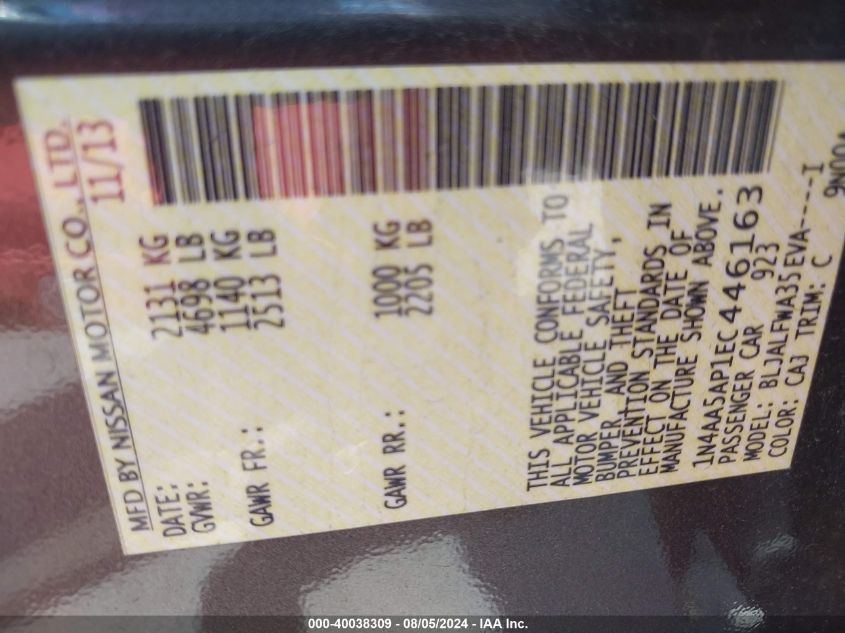 MFD BY NISSAN MOTOR CO., LTD.
DATE: 11/13
GVWR: 2131 KG
4698 LB
GAWR FR.: 1140 KG
2513 LB
GAWR RR.: 1000 KG
2205 LB
THIS VEHICLE CONFORMS TO
ALL APPLICABLE FEDERAL
MOTOR VEHICLE SAFETY,
BUMPER, AND THEFT
PREVENTION STANDARDS IN
EFFECT ON THE DATE OF
MANUFACTURE SHOWN ABOVE.
1N4AA5AP1EC446163
PASSENGER CAR 923
MODEL: BLJALFWA35EVA----I
COLOR: CAJ TRIM: C
000-40038309 - 08/05/2024 - IAA Inc.